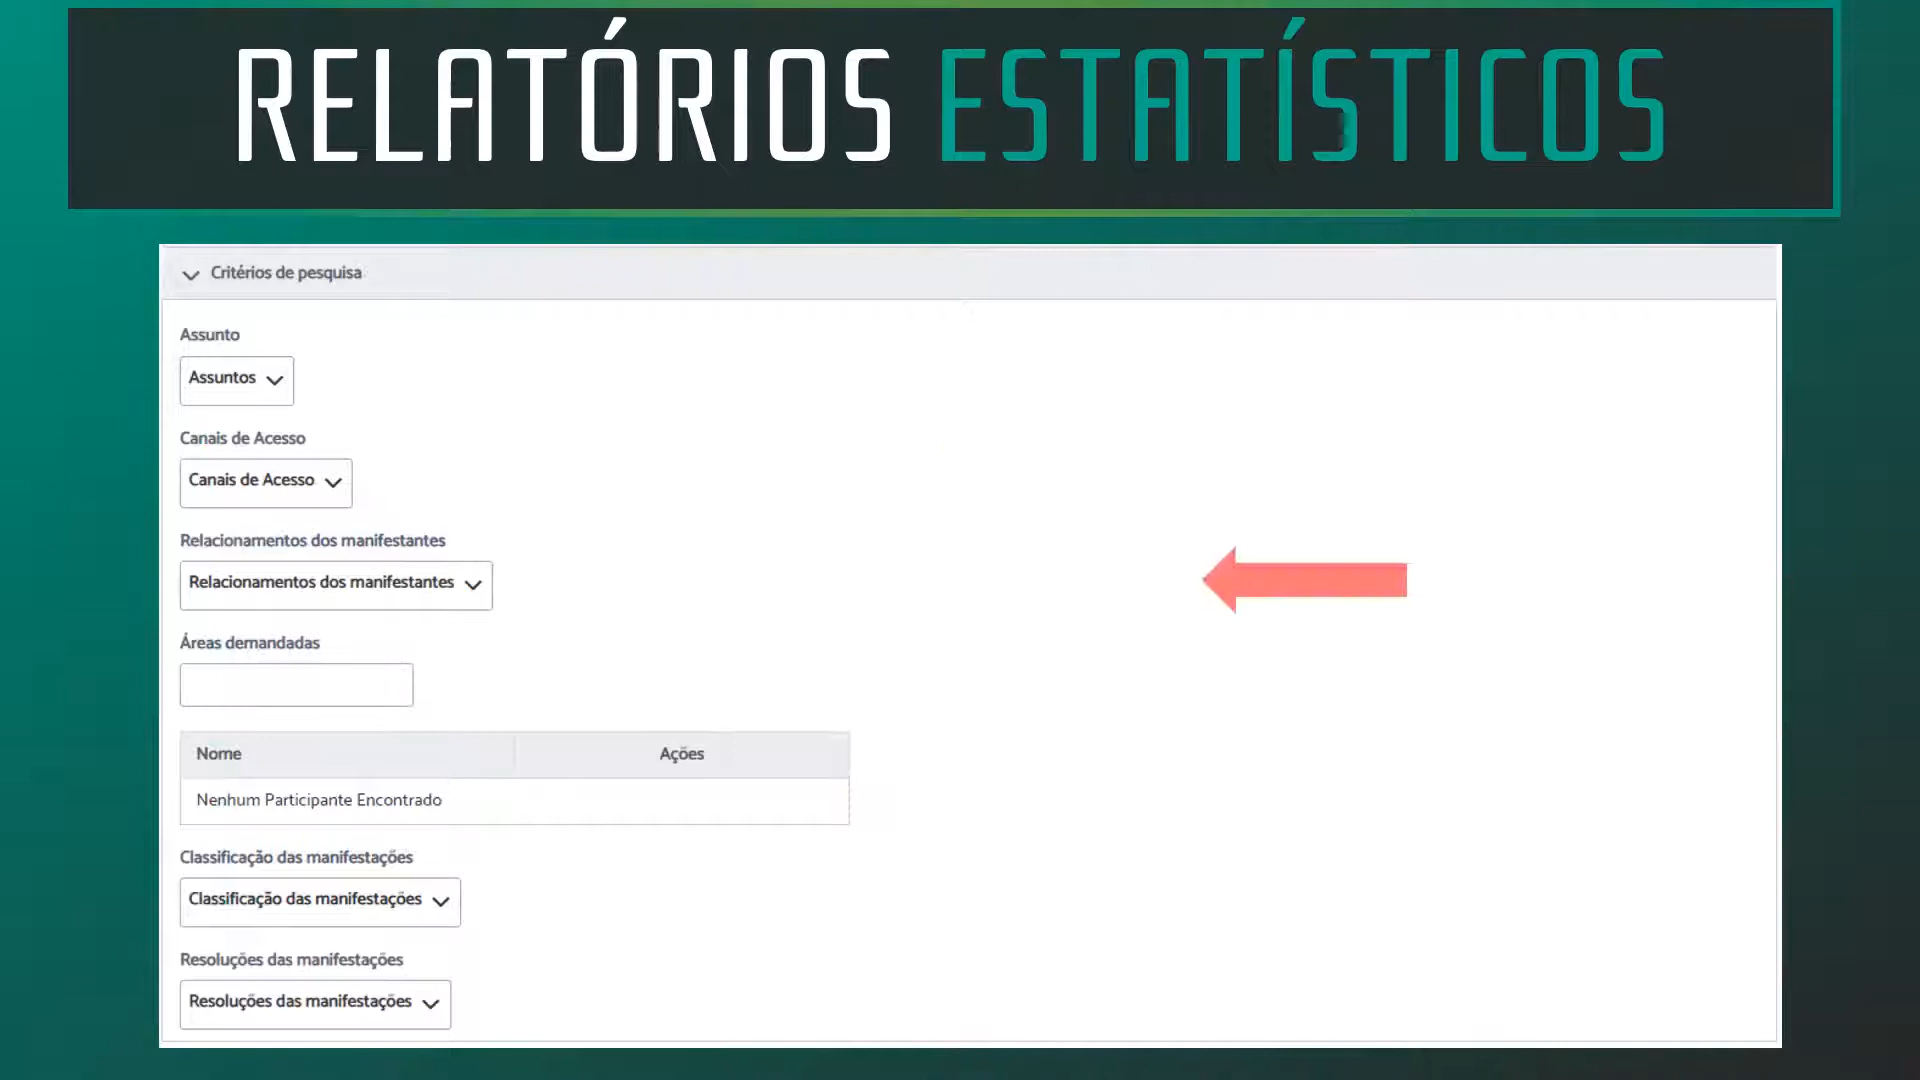 RELATÓRIOS ESTATÍSTICOS
Critérios de pesquisa
Assunto
Assuntos
Canais de Acesso
Canais de Acesso
Relacionamentos dos manifestantes
Relacionamentos dos manifestantes
Áreas demandadas
Nome Ações
Nenhum Participante Encontrado
Classificação das manifestações
Classificação das manifestações
Resoluções das manifestações
Resoluções das manifestações